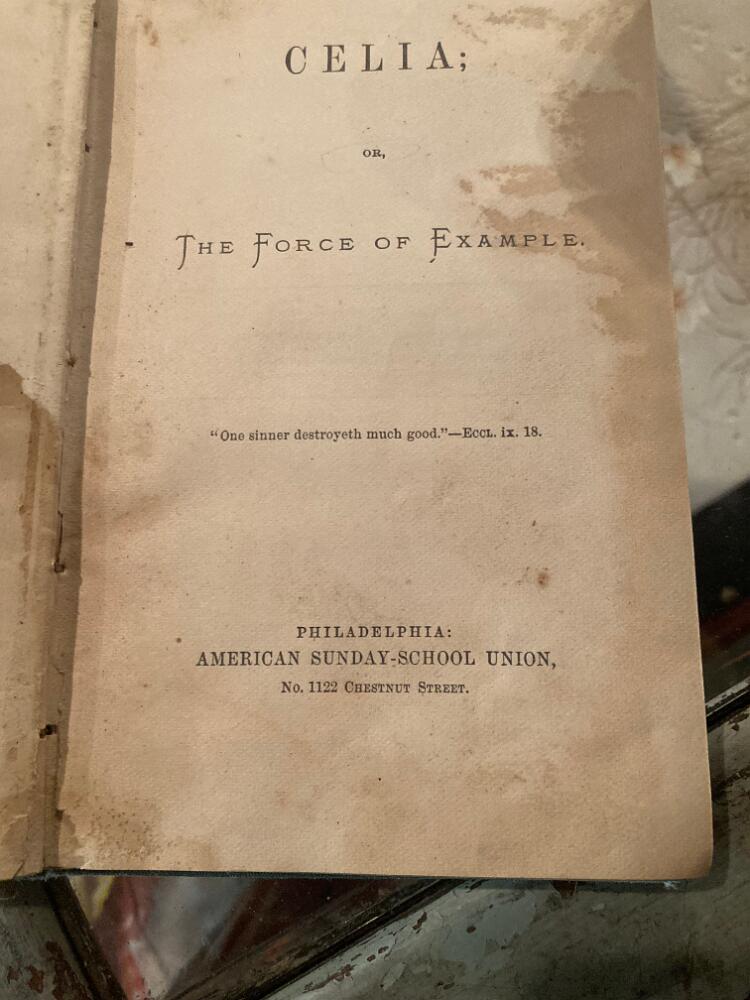 CELIA;
OR,
THE FORCE OF EXAMPLE.
"One sinner destroyeth much good."—ECCL. ix. 18.
PHILADELPHIA:
AMERICAN SUNDAY-SCHOOL UNION,
No. 1122 CHESTNUT STREET.